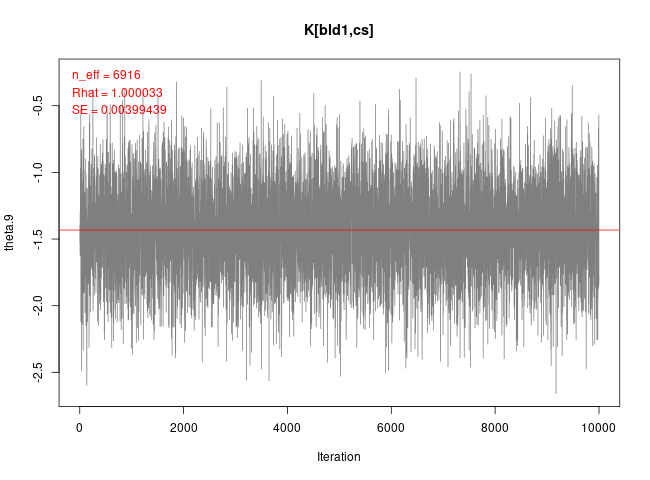 K[bld1,cs]
n_eff = 6916
Rhat = 1.000033
SE = 0.00399439
theta.9
-0.5
-1.0
-1.5
-2.0
-2.5
0 2000 4000 6000 8000 10000
Iteration